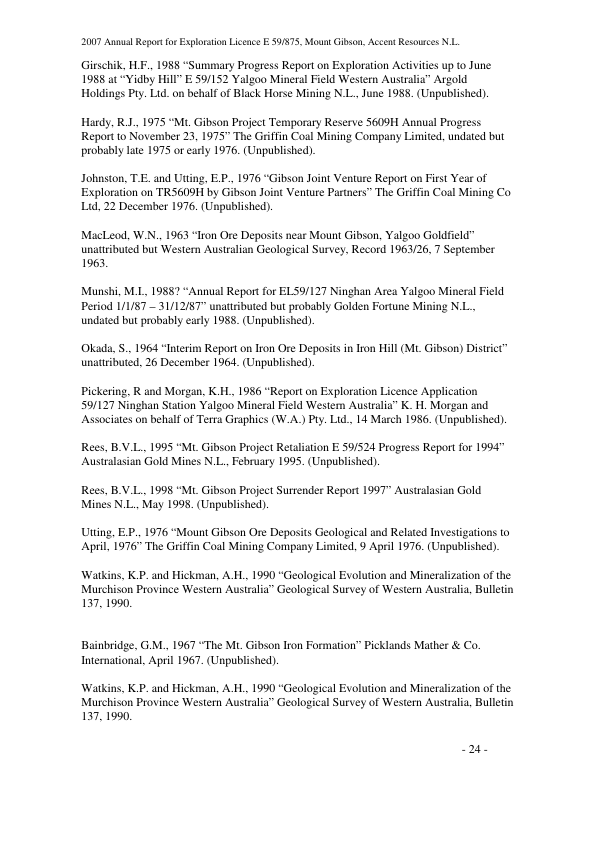 2007 Annual Report for Exploration Licence E 59/875, Mount Gibson, Accent Resources N.L.
Girschik, H.F., 1988 “Summary Progress Report on Exploration Activities up to June
1988 at “Yidby Hill” E 59/152 Yalgoo Mineral Field Western Australia” Argold
Holdings Pty. Ltd. on behalf of Black Horse Mining N.L., June 1988. (Unpublished).
Hardy, R.J., 1975 “Mt. Gibson Project Temporary Reserve 5609H Annual Progress
Report to November 23, 1975” The Griffin Coal Mining Company Limited, undated but
probably late 1975 or early 1976. (Unpublished).
Johnston, T.E. and Utting, E.P., 1976 “Gibson Joint Venture Report on First Year of
Exploration on TR5609H by Gibson Joint Venture Partners” The Griffin Coal Mining Co
Ltd, 22 December 1976. (Unpublished).
MacLeod, W.N., 1963 “Iron Ore Deposits near Mount Gibson, Yalgoo Goldfield”
unattributed but Western Australian Geological Survey, Record 1963/26, 7 September
1963.
Munshi, M.I., 1988? “Annual Report for EL59/127 Ninghan Area Yalgoo Mineral Field
Period 1/1/87 – 31/12/87” unattributed but probably Golden Fortune Mining N.L.,
undated but probably early 1988. (Unpublished).
Okada, S., 1964 “Interim Report on Iron Ore Deposits in Iron Hill (Mt. Gibson) District”
unattributed, 26 December 1964. (Unpublished).
Pickering, R and Morgan, K.H., 1986 “Report on Exploration Licence Application
59/127 Ninghan Station Yalgoo Mineral Field Western Australia” K. H. Morgan and
Associates on behalf of Terra Graphics (W.A.) Pty. Ltd., 14 March 1986. (Unpublished).
Rees, B.V.L., 1995 “Mt. Gibson Project Retaliation E 59/524 Progress Report for 1994”
Australasian Gold Mines N.L., February 1995. (Unpublished).
Rees, B.V.L., 1998 “Mt. Gibson Project Surrender Report 1997” Australasian Gold
Mines N.L., May 1998. (Unpublished).
Utting, E.P., 1976 “Mount Gibson Ore Deposits Geological and Related Investigations to
April, 1976” The Griffin Coal Mining Company Limited, 9 April 1976. (Unpublished).
Watkins, K.P. and Hickman, A.H., 1990 “Geological Evolution and Mineralization of the
Murchison Province Western Australia” Geological Survey of Western Australia, Bulletin
137, 1990.
Bainbridge, G.M., 1967 “The Mt. Gibson Iron Formation” Picklands Mather & Co.
International, April 1967. (Unpublished).
Watkins, K.P. and Hickman, A.H., 1990 “Geological Evolution and Mineralization of the
Murchison Province Western Australia” Geological Survey of Western Australia, Bulletin
137, 1990.
- 24 -